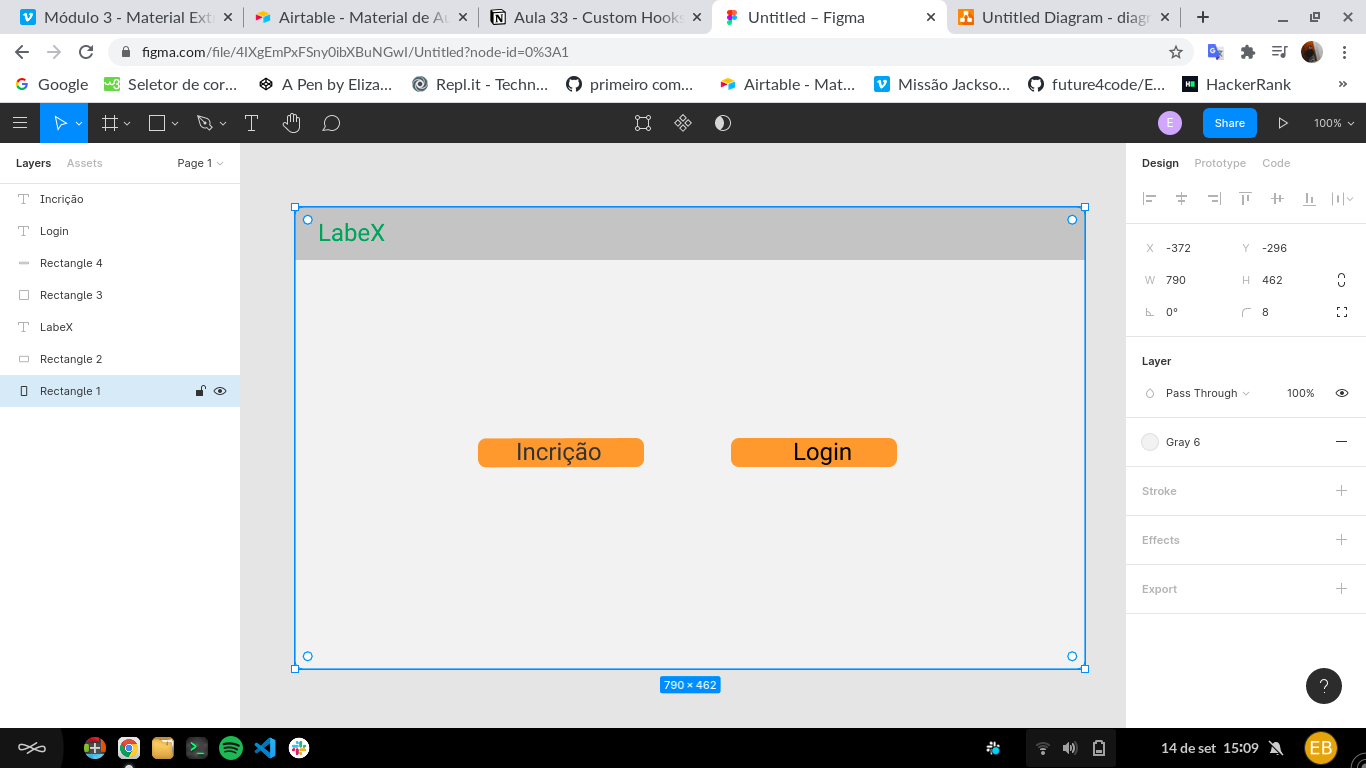 Módulo 3 - Material Ext
Airtable - Material de Au
Aula 33 - Custom Hooks
Untitled – Figma
Untitled Diagram - diagr
figma.com/file/4IXgEmPxFSny0ibXBuNGwI/Untitled?node-id=0%3A1
Google
Seletor de cor...
A Pen by Eliza...
Repl.it - Techn...
primeiro com...
Airtable - Mat...
Missão Jackso...
future4code/E...
HackerRank
»
E
Share
100%
Layers
Assets
Page 1
Design
Prototype
Code
Incrição
Login
Rectangle 4
Rectangle 3
LabeX
Rectangle 2
Rectangle 1
LabeX
Incrição
Login
790 × 462
X -372
Y -296
W 790
H 462
0°
8
Layer
Pass Through
100%
Gray 6
Stroke
Effects
Export
?
14 de set 15:09
EB